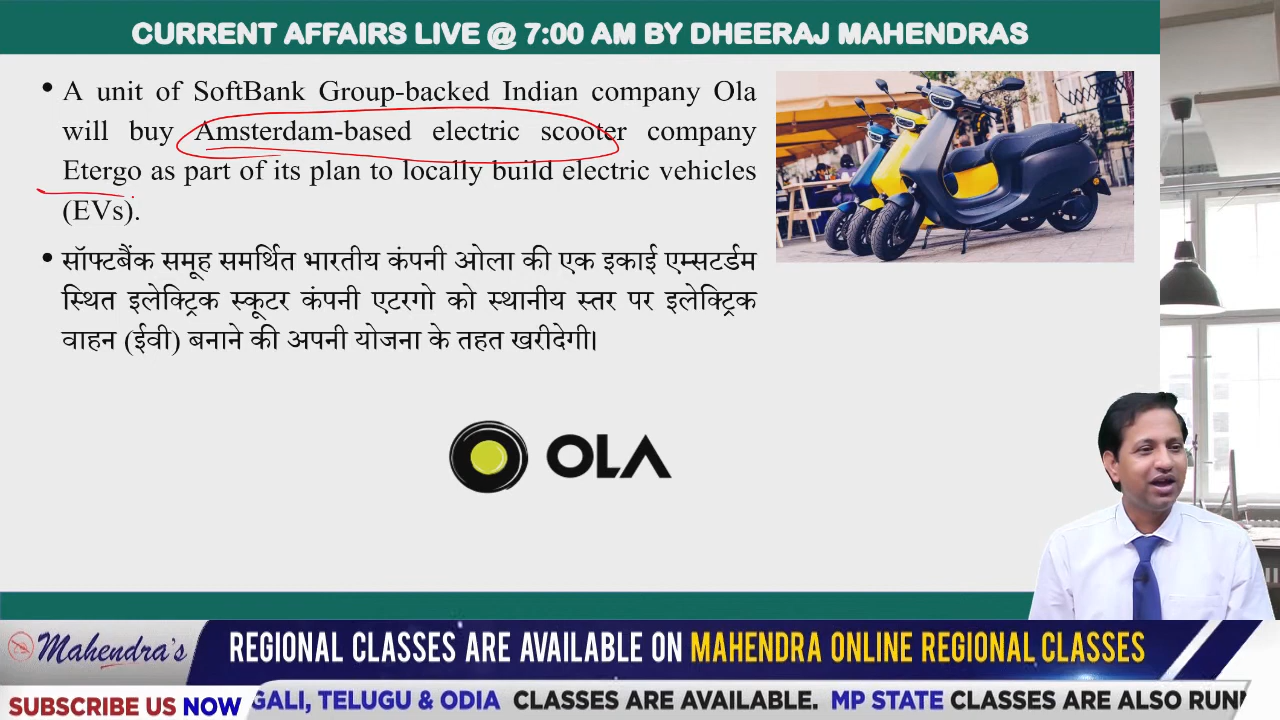 CURRENT AFFAIRS LIVE @ 7:00 AM BY DHEERAJ MAHENDRAS
• A unit of SoftBank Group-backed Indian company Ola
will buy Amsterdam-based electric scooter company
Etergo as part of its plan to locally build electric vehicles
(EVs).
• सॉफ्टबैंक समूह समर्थित भारतीय कंपनी ओला की एक इकाई एम्सटर्डम
स्थित इलेक्ट्रिक स्कूटर कंपनी एटरगो को स्थानीय स्तर पर इलेक्ट्रिक
वाहन (ईवी) बनाने की अपनी योजना के तहत खरीदेगी।
OLA
Mahendra's
REGIONAL CLASSES ARE AVAILABLE ON MAHENDRA ONLINE REGIONAL CLASSES
SUBSCRIBE US NOW
GALI, TELUGU & ODIA CLASSES ARE AVAILABLE. MP STATE CLASSES ARE ALSO RUN